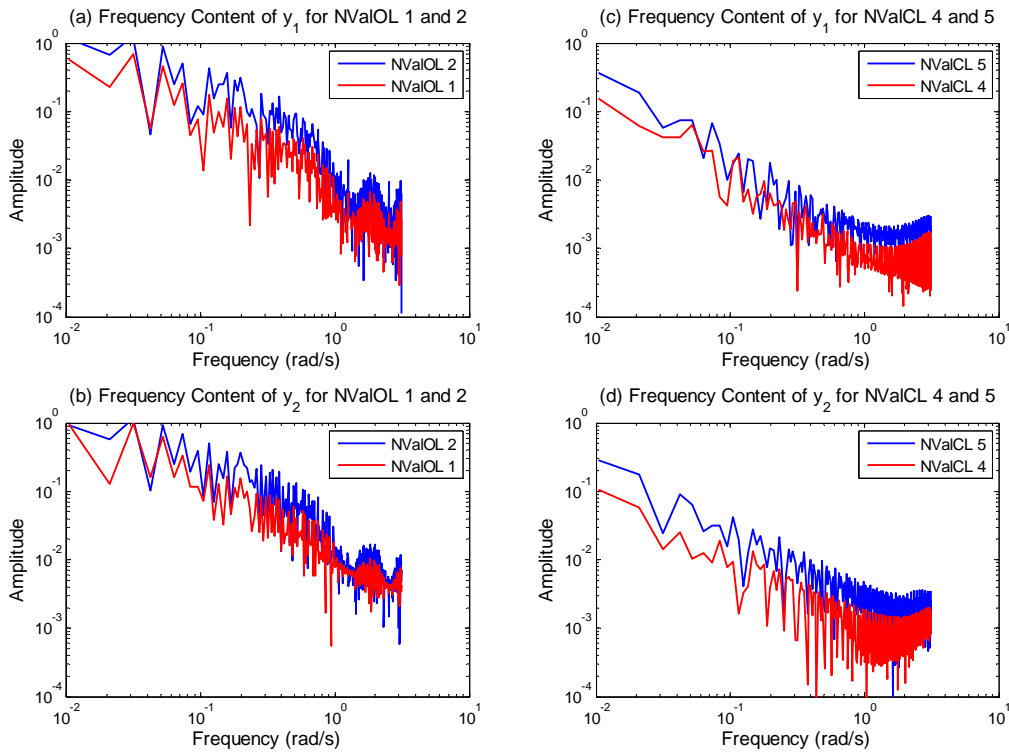 (a) Frequency Content of y1 for NValOL 1 and 2
10^0
10^-1
10^-2
10^-3
10^-4
Amplitude
NValOL 2
NValOL 1
10^-2
10^-1
10^0
10^1
Frequency (rad/s)
(c) Frequency Content of y1 for NValCL 4 and 5
10^0
10^-1
10^-2
10^-3
10^-4
Amplitude
NValCL 5
NValCL 4
10^-2
10^-1
10^0
10^1
Frequency (rad/s)
(b) Frequency Content of y2 for NValOL 1 and 2
10^0
10^-1
10^-2
10^-3
10^-4
Amplitude
NValOL 2
NValOL 1
10^-2
10^-1
10^0
10^1
Frequency (rad/s)
(d) Frequency Content of y2 for NValCL 4 and 5
10^0
10^-1
10^-2
10^-3
10^-4
Amplitude
NValCL 5
NValCL 4
10^-2
10^-1
10^0
10^1
Frequency (rad/s)